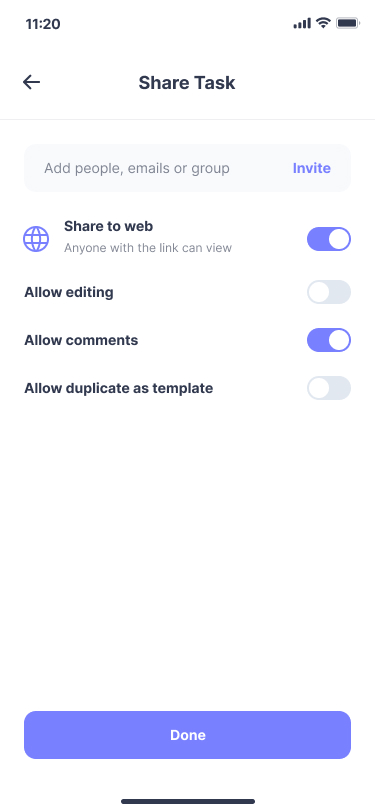 11:20
Share Task
Add people, emails or group Invite
Share to web
Anyone with the link can view
Allow editing
Allow comments
Allow duplicate as template
Done